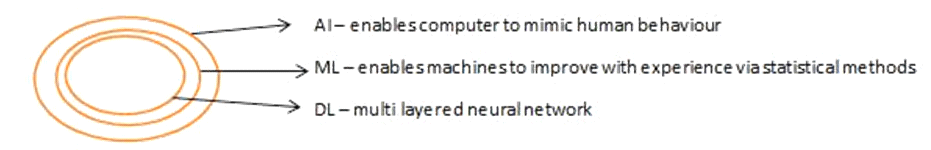 AI – enables computer to mimic human behaviour
ML – enables machines to improve with experience via statistical methods
DL – multi layered neural network